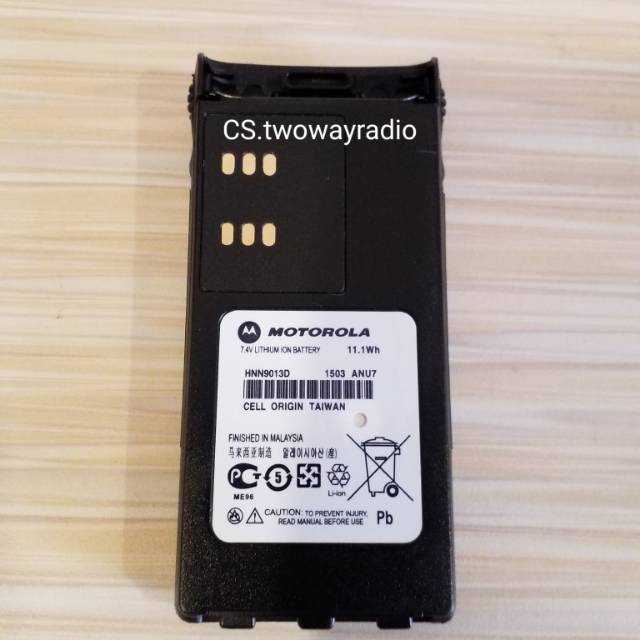 CS.twowayradio
MOTOROLA
7.4V LITHIUM ION BATTERY 11.1Wh
HNN9013D 1503 ANU7
CELL ORIGIN TAIWAN
FINISHED IN MALAYSIA
马来西亚制造 말레이시아산 (産)
5
ME96
Li-ion
CAUTION: TO PREVENT INJURY,
READ MANUAL BEFORE USE
Pb